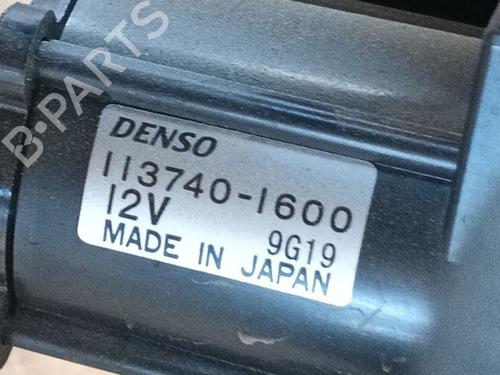 B-PARTS
DENSO
113740-1600
12V 9G19
MADE IN JAPAN